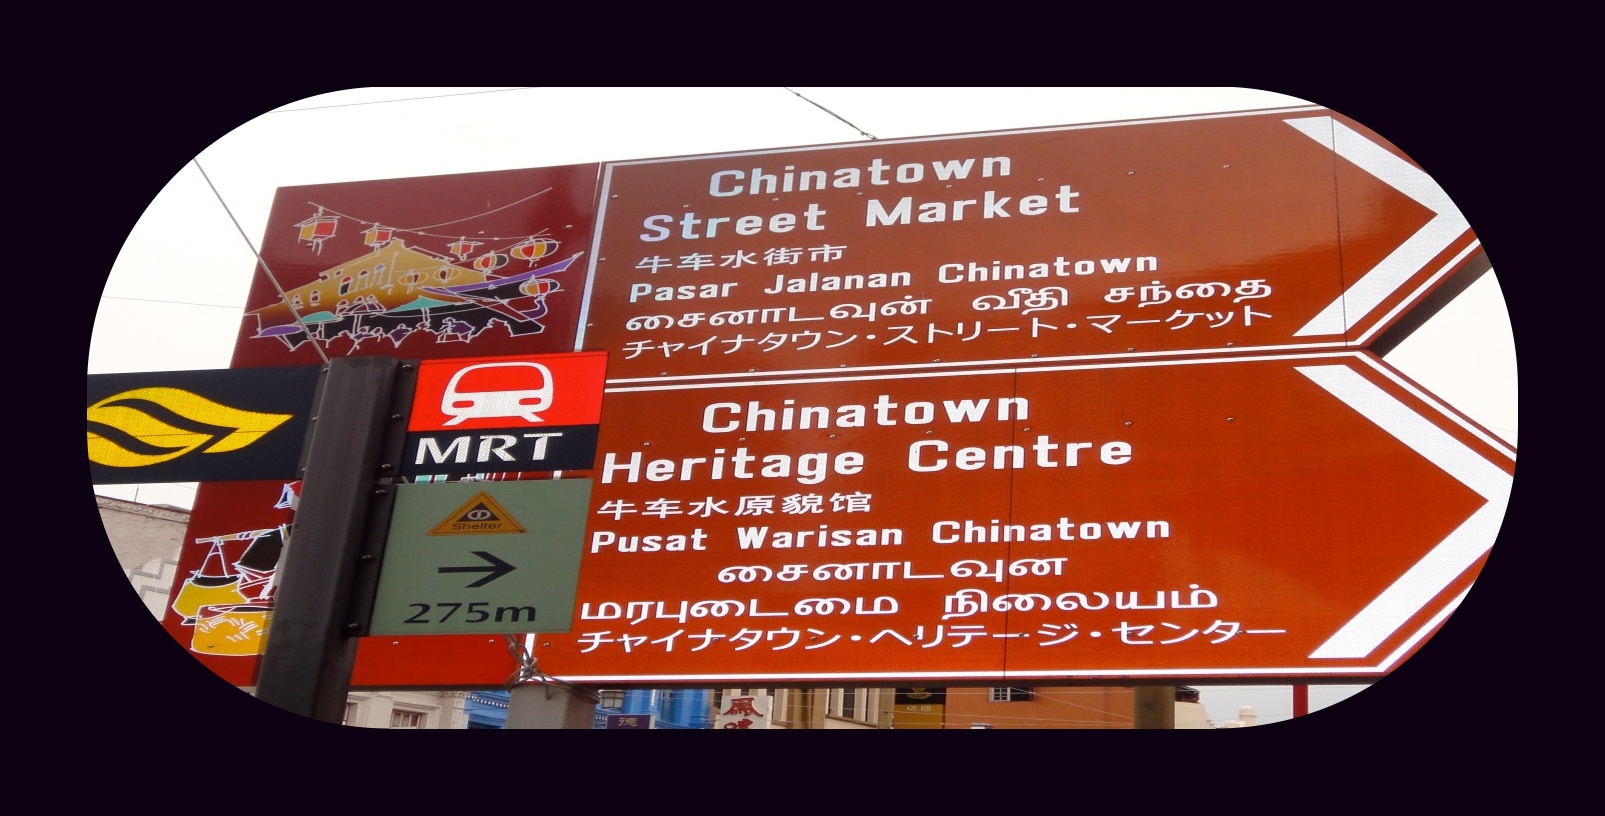 Chinatown
Street Market
牛车水街市
Pasar Jalanan Chinatown
சைனாடவுன் வீதி சந்தை
チャイナタウン・ストリート・マーケット
MRT
Shelter
275m
Chinatown
Heritage Centre
牛车水原貌馆
Pusat Warisan Chinatown
சைனாடவுன
மரபுடைமை நிலையம்
チャイナタウン・ヘリテージ・センター
德
鳳